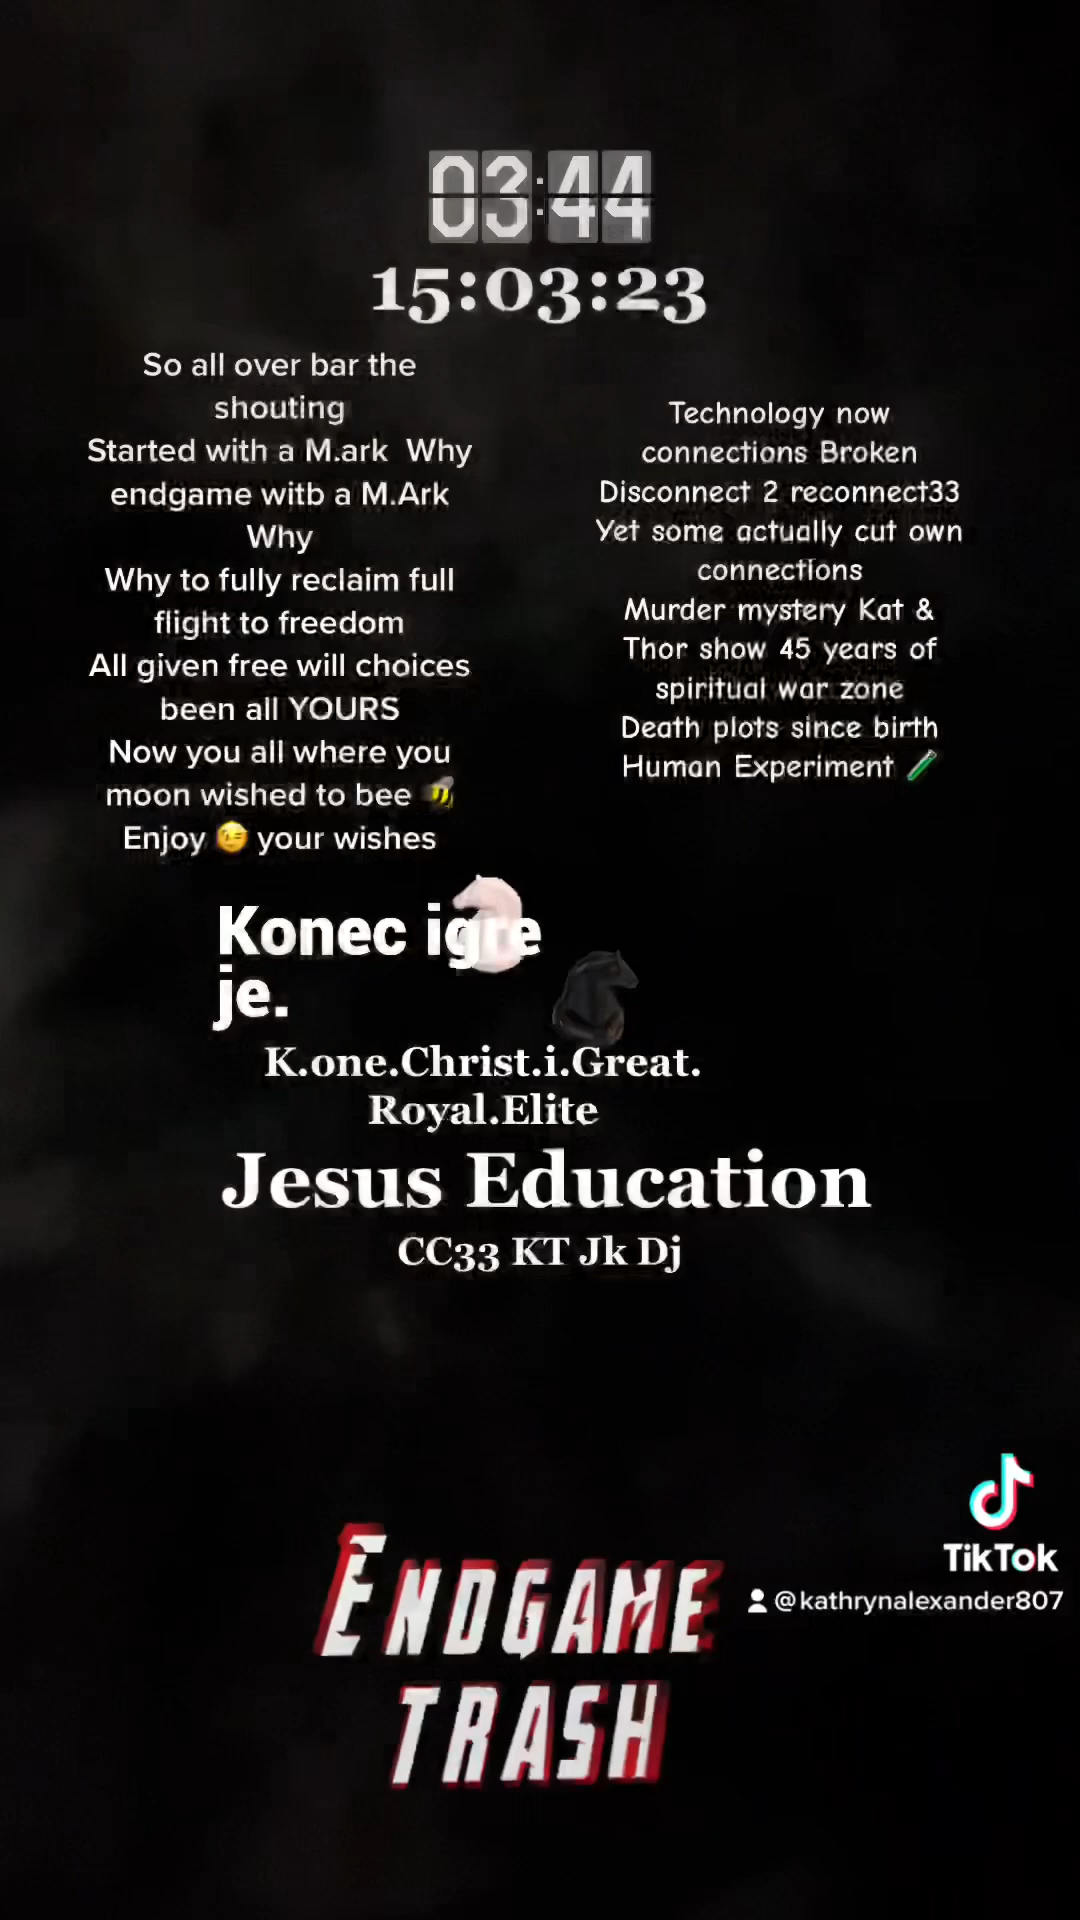 03:44
15:03:23
So all over bar the
shouting
Started with a M.ark Why
endgame witb a M.Ark
Why
Why to fully reclaim full
flight to freedom
All given free will choices
been all YOURS
Now you all where you
moon wished to bee 🐝
Enjoy 😉 your wishes
Technology now
connections Broken
Disconnect 2 reconnect33
Yet some actually cut own
connections
Murder mystery Kat &
Thor show 45 years of
spiritual war zone
Death plots since birth
Human Experiment 🧪
Konec igre
je.
K.one.Christ.i.Great.
Royal.Elite
Jesus Education
CC33 KT Jk Dj
TikTok
@kathrynalexander807
ENDGAME
TRASH